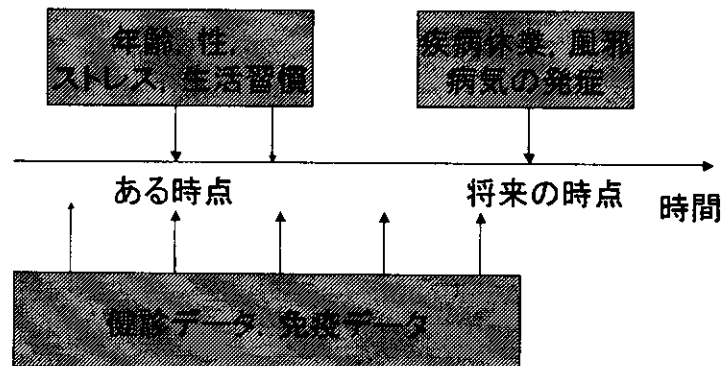 年齢, 性,
ストレス, 生活習慣
疾病休業, 風邪
病気の発症
ある時点
将来の時点
時間
健診データ, 免疫データ